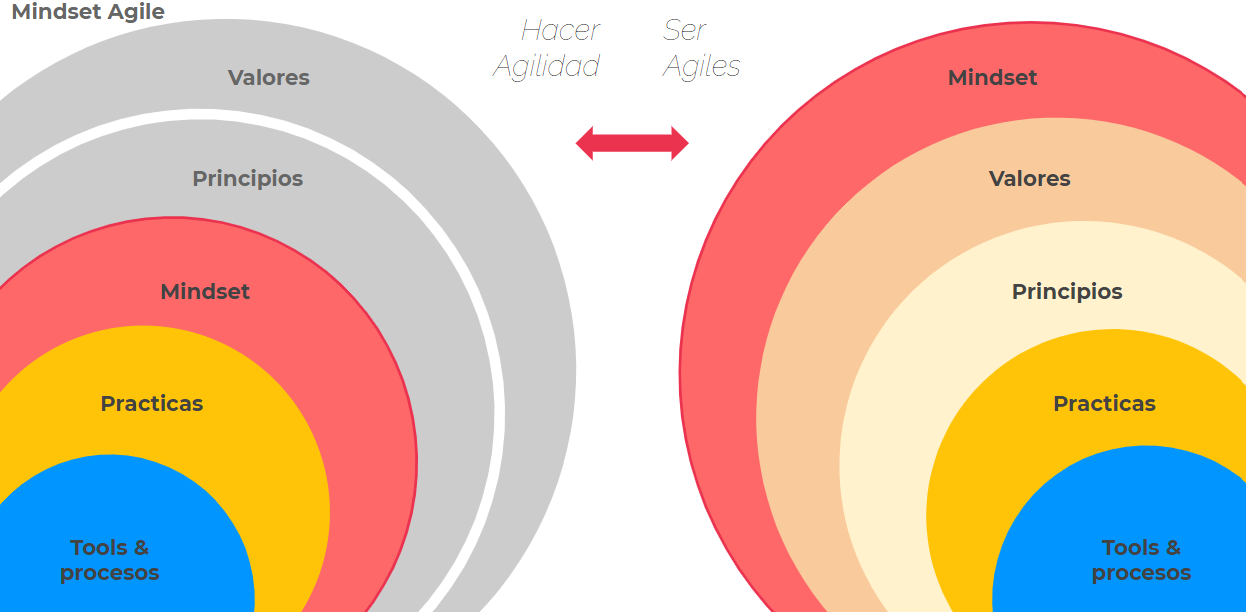 Mindset Agile
Hacer
Agilidad
Ser
Agiles
Valores
Principios
Mindset
Practicas
Tools &
procesos
Mindset
Valores
Principios
Practicas
Tools &
procesos